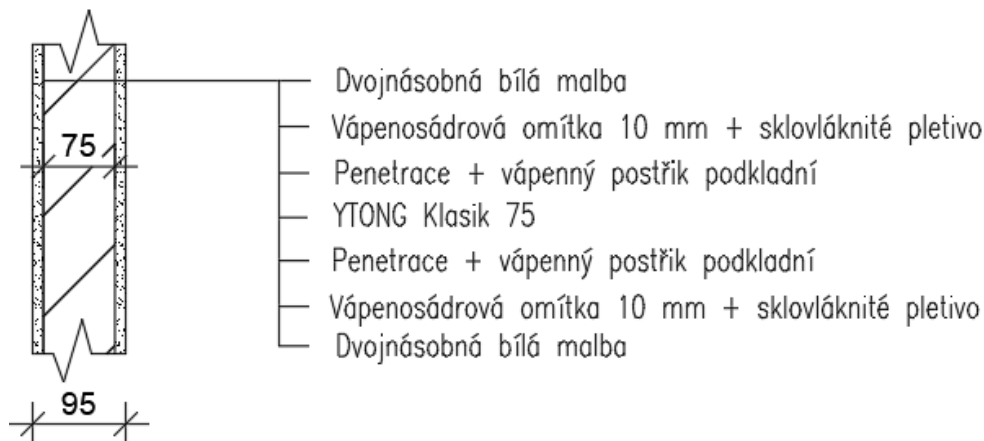 Dvojnásobná bílá malba
Vápenosádrová omítka 10 mm + sklovláknité pletivo
75
Penetrace + vápenný postřik podkladní
YTONG Klasik 75
Penetrace + vápenný postřik podkladní
Vápenosádrová omítka 10 mm + sklovláknité pletivo
Dvojnásobná bílá malba
95